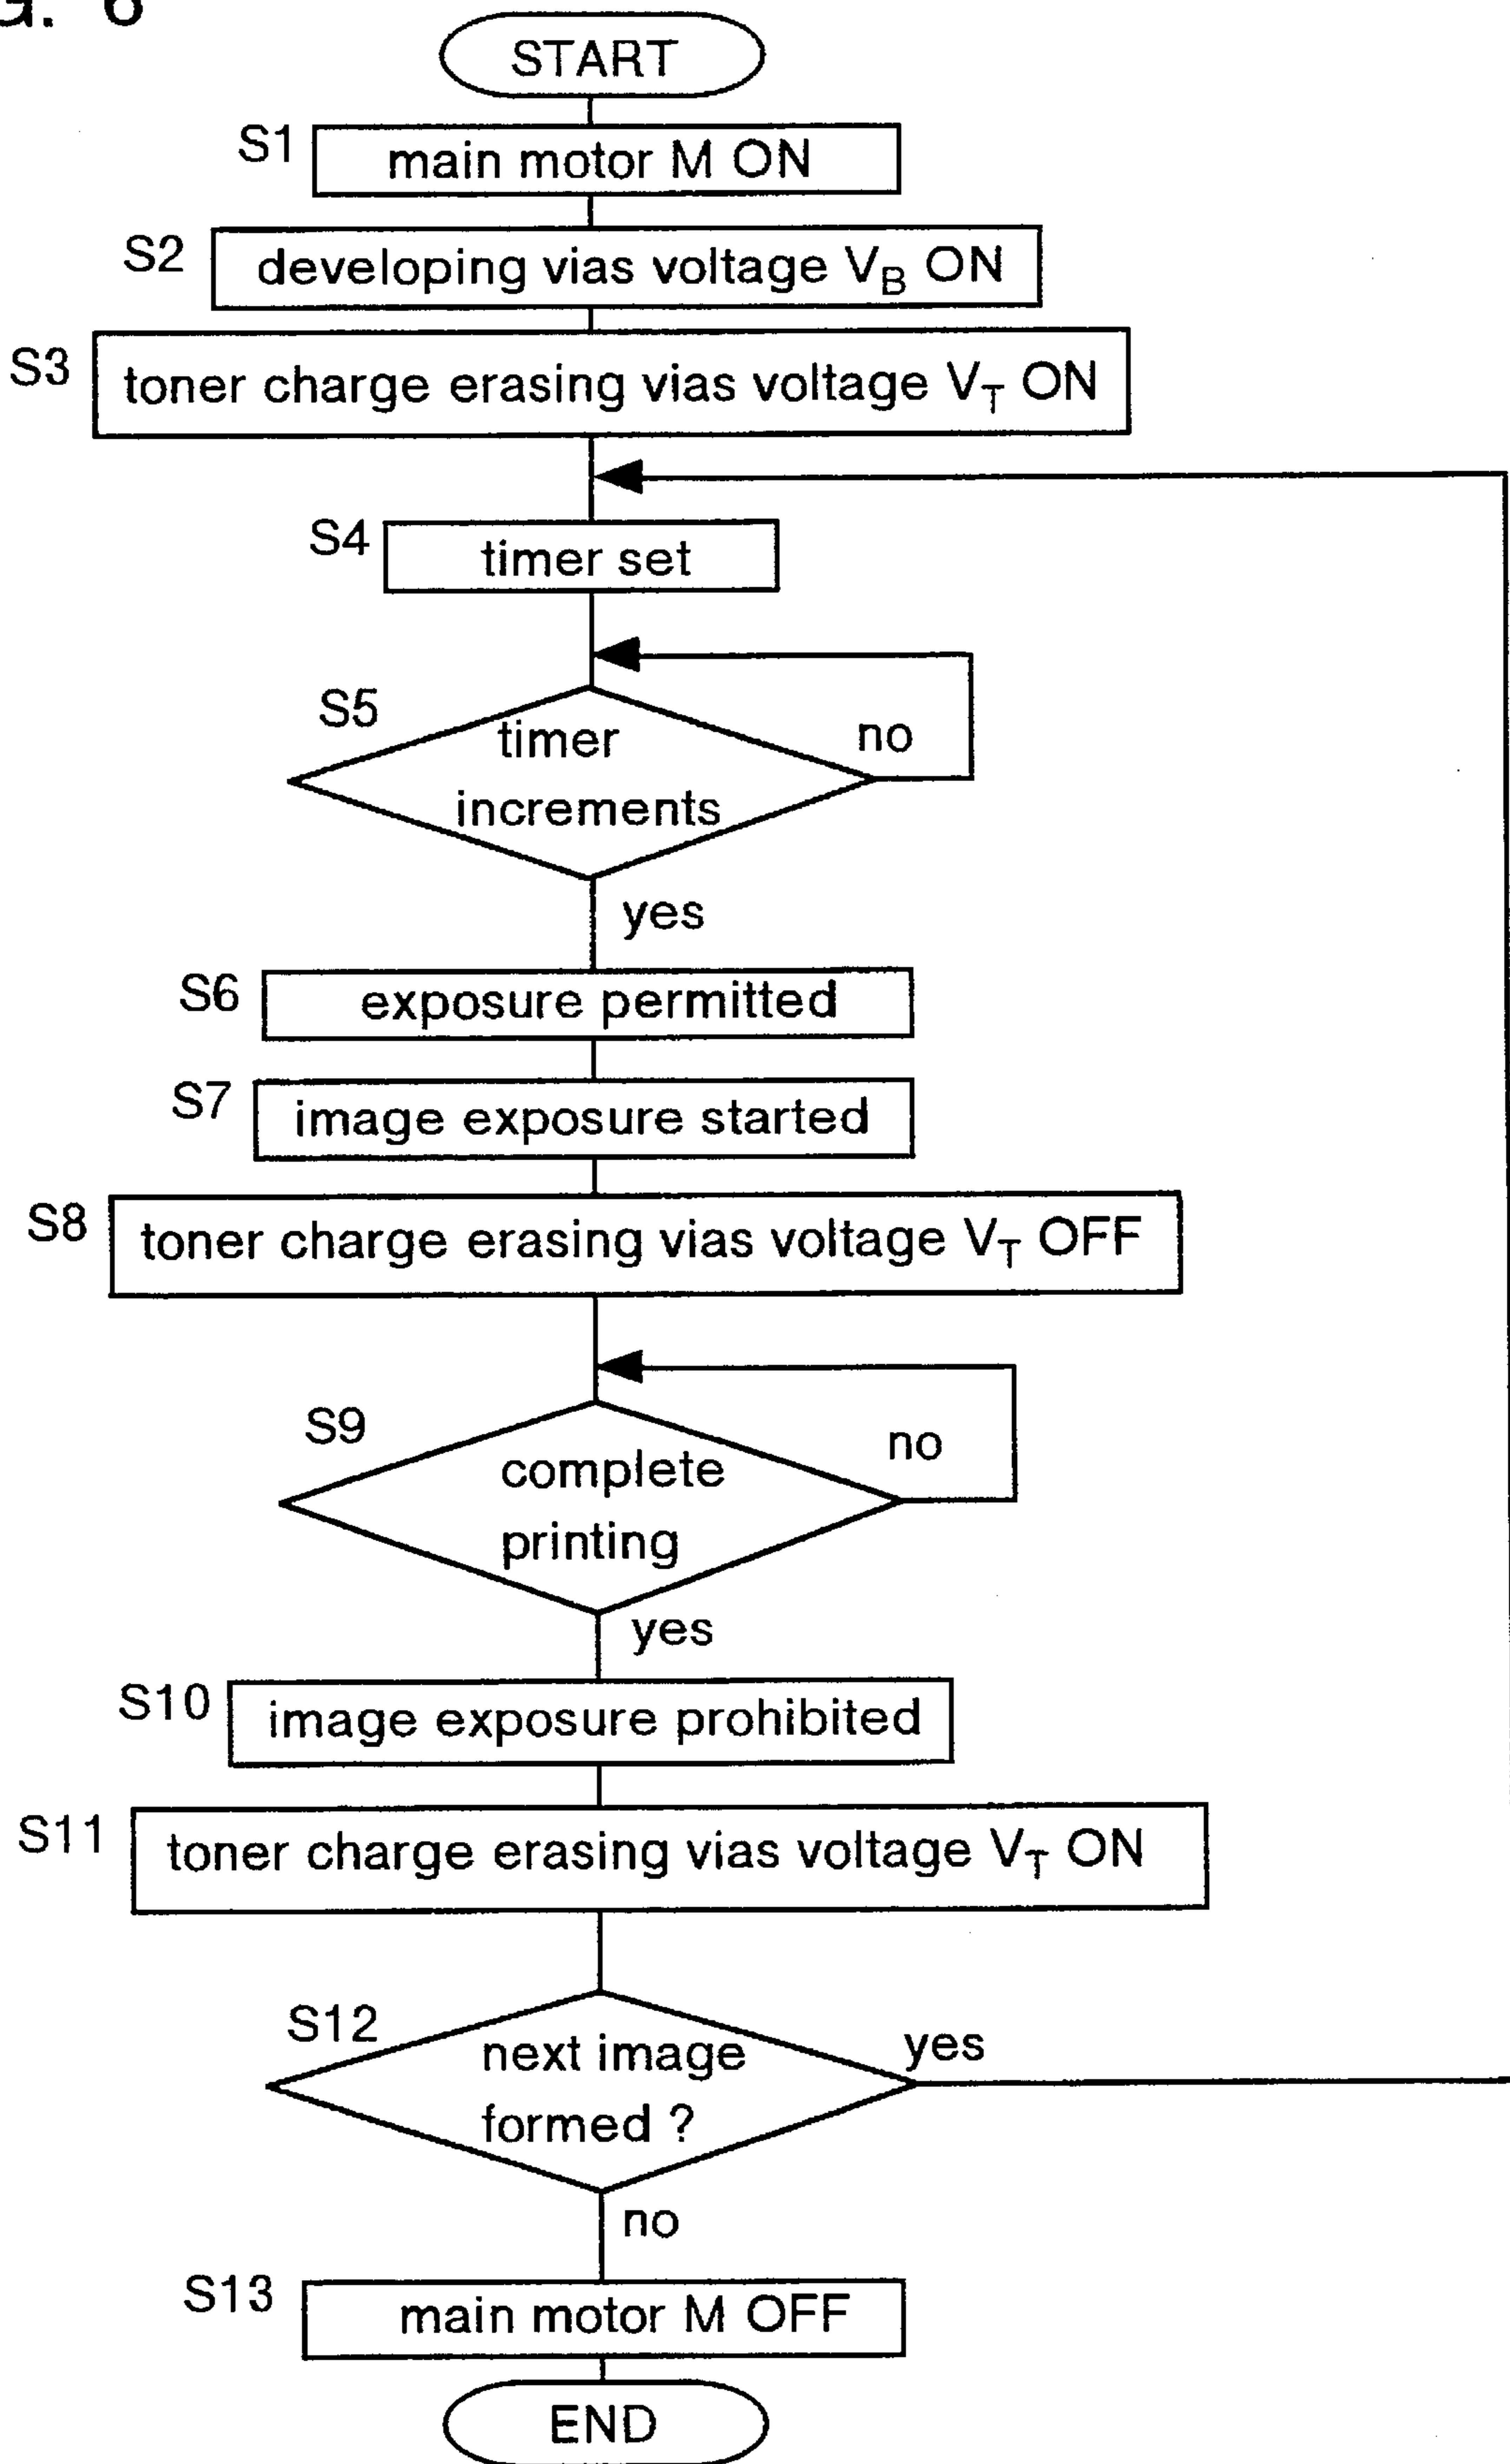 G. 6
START
S1 main motor M ON
S2 developing vias voltage VB ON
S3 toner charge erasing vias voltage VT ON
S4 timer set
S5 timer
no
increments
yes
S6 exposure permitted
S7 image exposure started
S8 toner charge erasing vias voltage VT OFF
S9
no
complete
printing
yes
S10 image exposure prohibited
S11 toner charge erasing vias voltage VT ON
S12 next image
yes
formed ?
no
S13 main motor M OFF
END